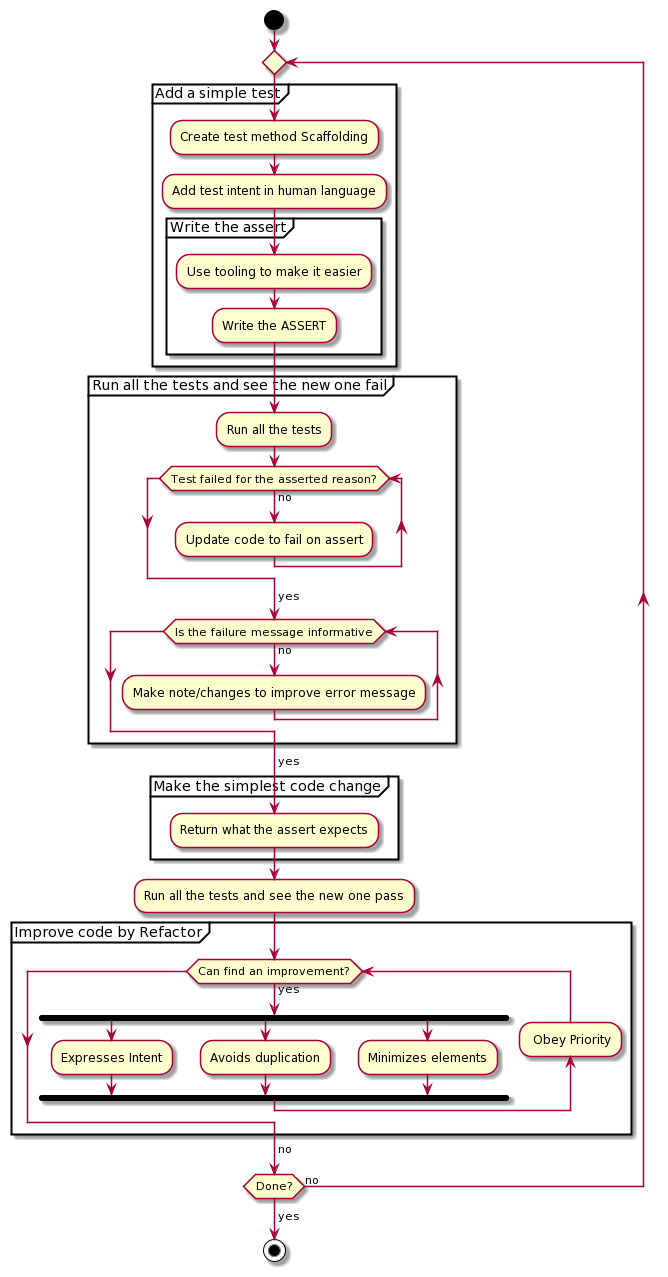 Add a simple test
Create test method Scaffolding
Add test intent in human language
Write the assert
Use tooling to make it easier
Write the ASSERT
Run all the tests and see the new one fail
Run all the tests
Test failed for the asserted reason?
no
Update code to fail on assert
yes
Is the failure message informative
no
Make note/changes to improve error message
yes
Make the simplest code change
Return what the assert expects
Run all the tests and see the new one pass
Improve code by Refactor
Can find an improvement?
yes
Obey Priority
Expresses Intent
Avoids duplication
Minimizes elements
no
Done?
no
yes